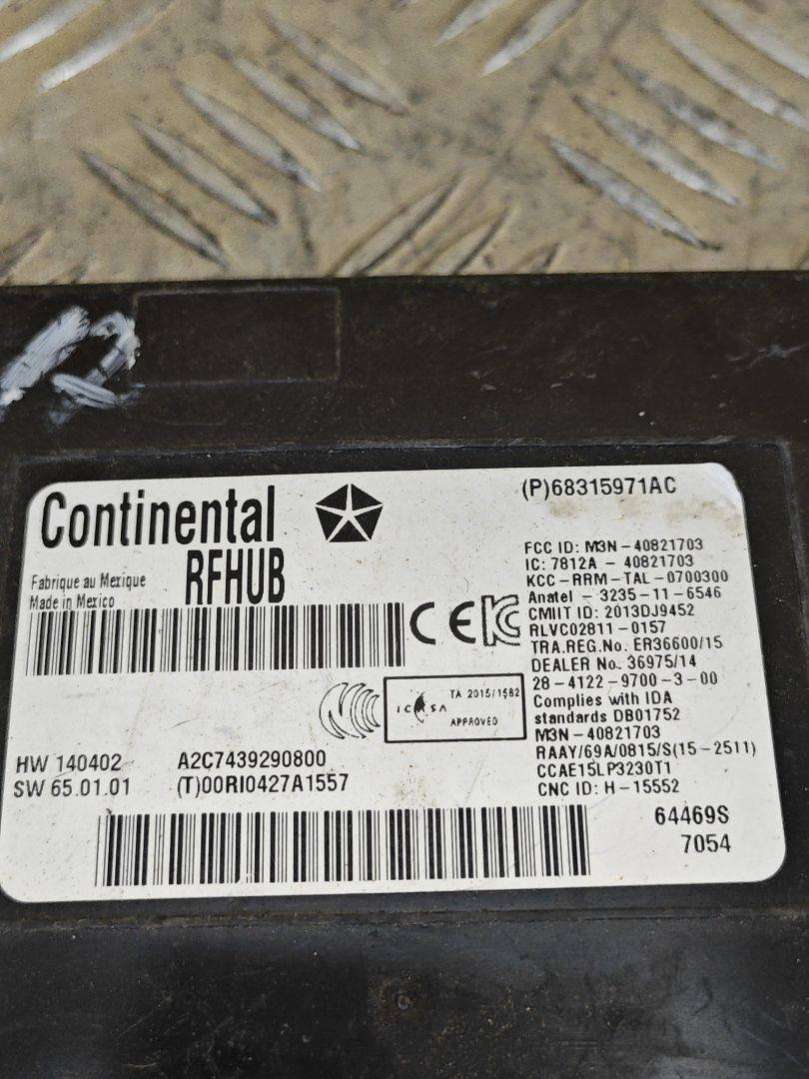 Continental
RFHUB
(P)68315971AC
Fabrique au Mexique
Made in Mexico
FCC ID: M3N-40821703
IC: 7812A-40821703
KCC-RRM-TAL-0700300
Anatel-3235-11-6546
CMIIT ID: 2013DJ9452
RLVC02811-0157
TRA.REG.No. ER36600/15
DEALER No. 36975/14
28-4122-9700-3-00
Complies with IDA
standards DB01752
M3N-40821703
RAAY/69A/0815/S(15-2511)
CCAE15LP3230T1
CNC ID: H-15552
CE
ICASA
TA 2015/1582
APPROVED
HW 140402
A2C7439290800
SW 65.01.01
(T)00RI0427A1557
64469S
7054